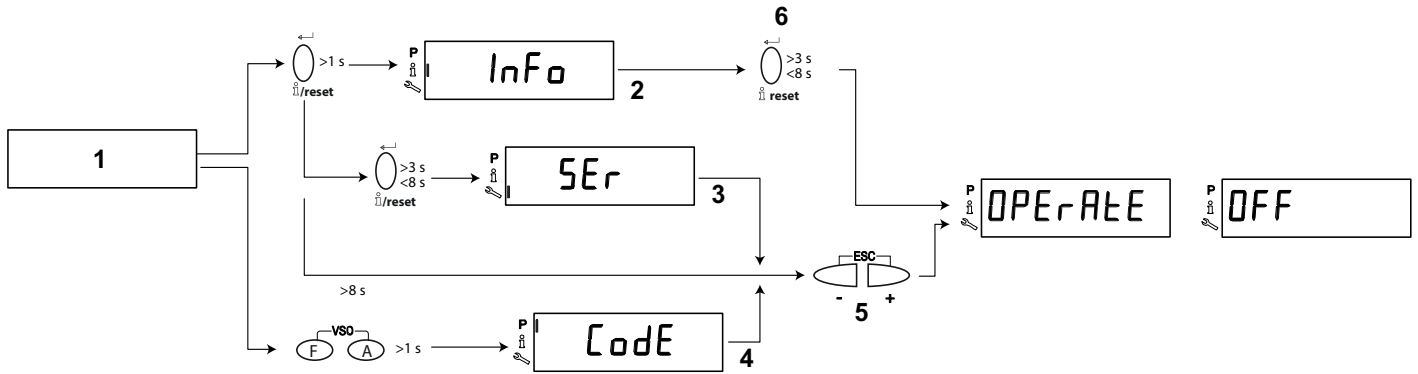 6
>1 s
i/reset
P
i
InFo
2
>3 s
<8 s
i reset
1
>3 s
<8 s
i/reset
P
i
SEr
3
P
i
OPErAtE
P
i
OFF
>8 s
ESC
- +
5
VSO
F A
>1 s
P
i
CodE
4